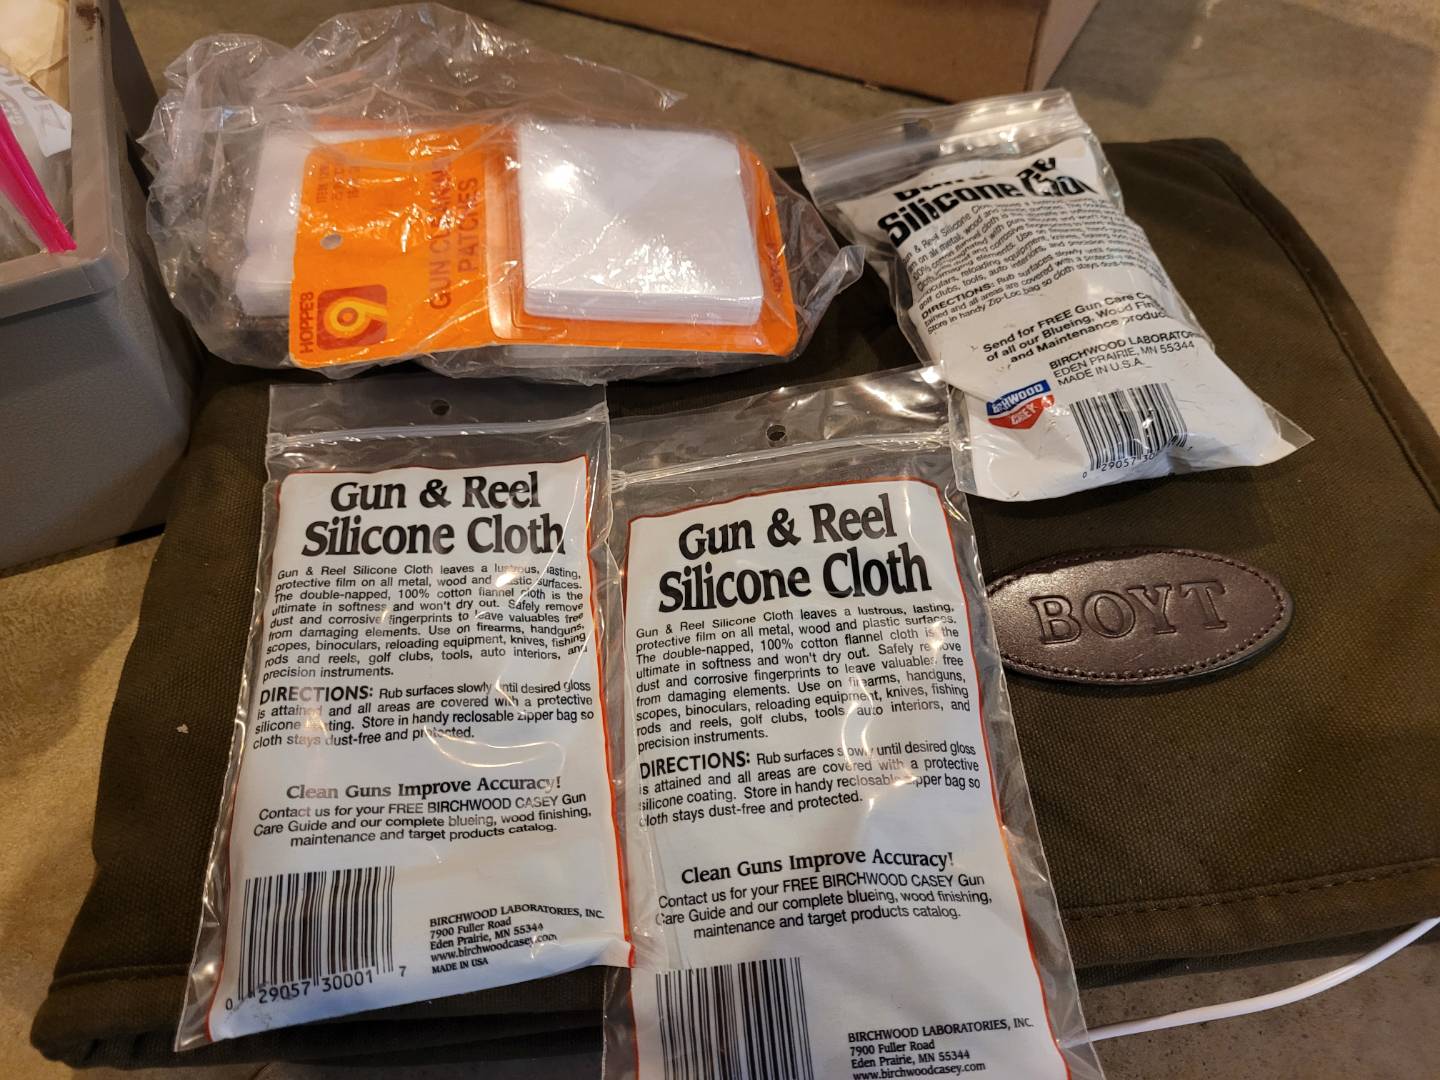 HOPPE'S
9
GUN CLEANING
PATCHES
Silicone Cloth
DIRECTIONS: Rub surfaces slowly until desired
Send for FREE Gun Care
of all our Blueing, Wood
and Maintenance
BIRCHWOOD
EDEN PRAIRIE, MN 55344
MADE IN U.S.A.
BIRCHWOOD
CASEY
Gun & Reel
Silicone Cloth
Gun & Reel Silicone Cloth leaves a lustrous, lasting,
protective film on all metal, wood and plastic surfaces.
The double-napped, 100% cotton flannel cloth is the
ultimate in softness and won't dry out. Safely remove
dust and corrosive fingerprints to leave valuables free
from damaging elements. Use on firearms, handguns,
scopes, binoculars, reloading equipment, knives, fishing
rods and reels, golf clubs, tools, auto interiors, and
precision instruments.
DIRECTIONS: Rub surfaces slowly until desired gloss
is attained and all areas are covered with a protective
silicone coating. Store in handy reclosable zipper bag so
cloth stays dust-free and protected.
Clean Guns Improve Accuracy!
Contact us for your FREE BIRCHWOOD CASEY Gun
Care Guide and our complete blueing, wood finishing,
maintenance and target products catalog.
0 29057 30001 7
BIRCHWOOD LABORATORIES, INC.
7900 Fuller Road
Eden Prairie, MN 55344
www.birchwoodcasey.com
MADE IN USA
Gun & Reel
Silicone Cloth
Gun & Reel Silicone Cloth leaves a lustrous, lasting,
protective film on all metal, wood and plastic surfaces.
The double-napped, 100% cotton flannel cloth is the
ultimate in softness and won't dry out. Safely remove
dust and corrosive fingerprints to leave valuables free
from damaging elements. Use on firearms, handguns,
scopes, binoculars, reloading equipment, knives, fishing
rods and reels, golf clubs, tools, auto interiors, and
precision instruments.
DIRECTIONS: Rub surfaces slowly until desired gloss
is attained and all areas are covered with a protective
silicone coating. Store in handy reclosable zipper bag so
cloth stays dust-free and protected.
Clean Guns Improve Accuracy!
Contact us for your FREE BIRCHWOOD CASEY Gun
Care Guide and our complete blueing, wood finishing,
maintenance and target products catalog.
BIRCHWOOD LABORATORIES, INC.
7900 Fuller Road
Eden Prairie, MN 55344
www.birchwoodcasey.com
BOYT